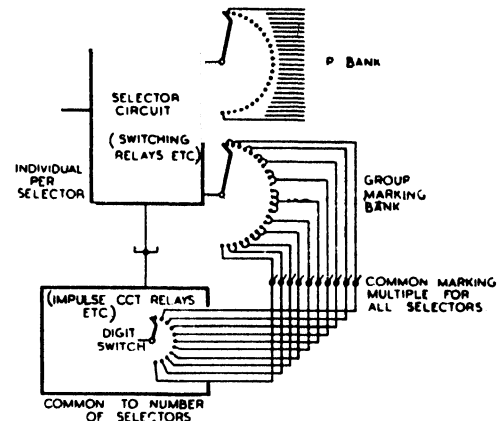 P BANK
SELECTOR
CIRCUIT
(SWITCHING
RELAYS ETC)
INDIVIDUAL
PER
SELECTOR
GROUP
MARKING
BANK
COMMON MARKING
MULTIPLE FOR
ALL SELECTORS
(IMPULSE CCT RELAYS
ETC)
DIGIT
SWITCH
COMMON TO NUMBER
OF SELECTORS